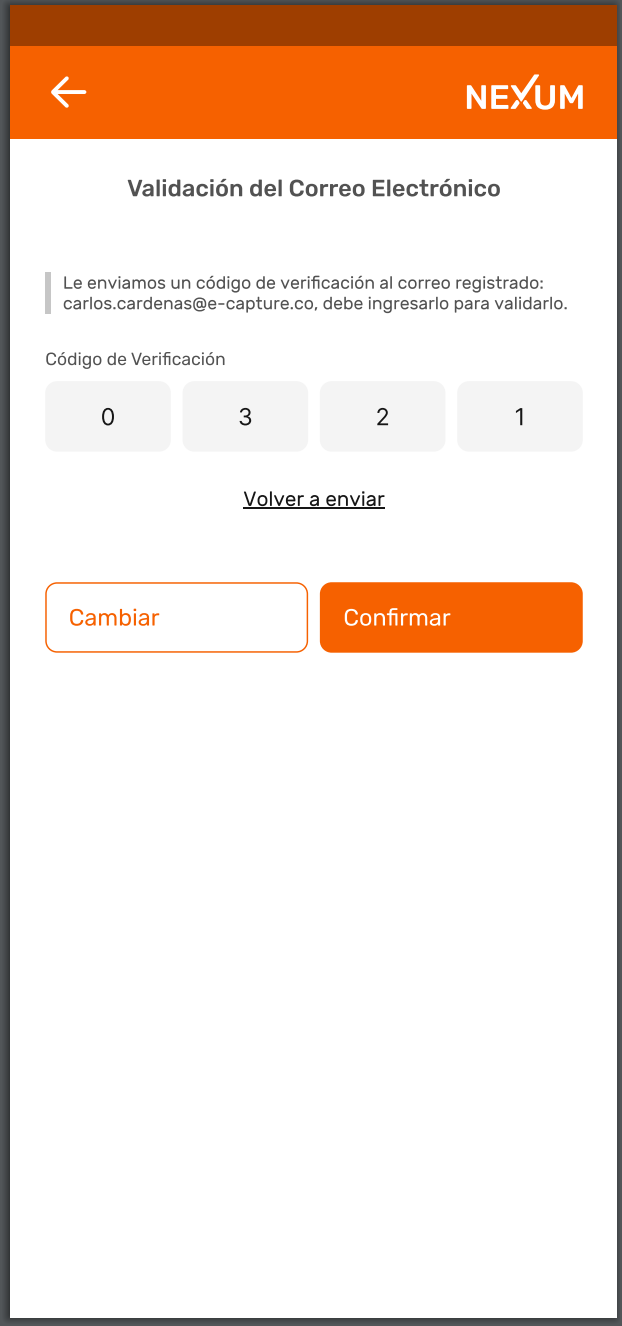 NEXUM
Validación del Correo Electrónico
Le enviamos un código de verificación al correo registrado:
carlos.cardenas@e-capture.co, debe ingresarlo para validarlo.
Código de Verificación
0 3 2 1
Volver a enviar
Cambiar Confirmar